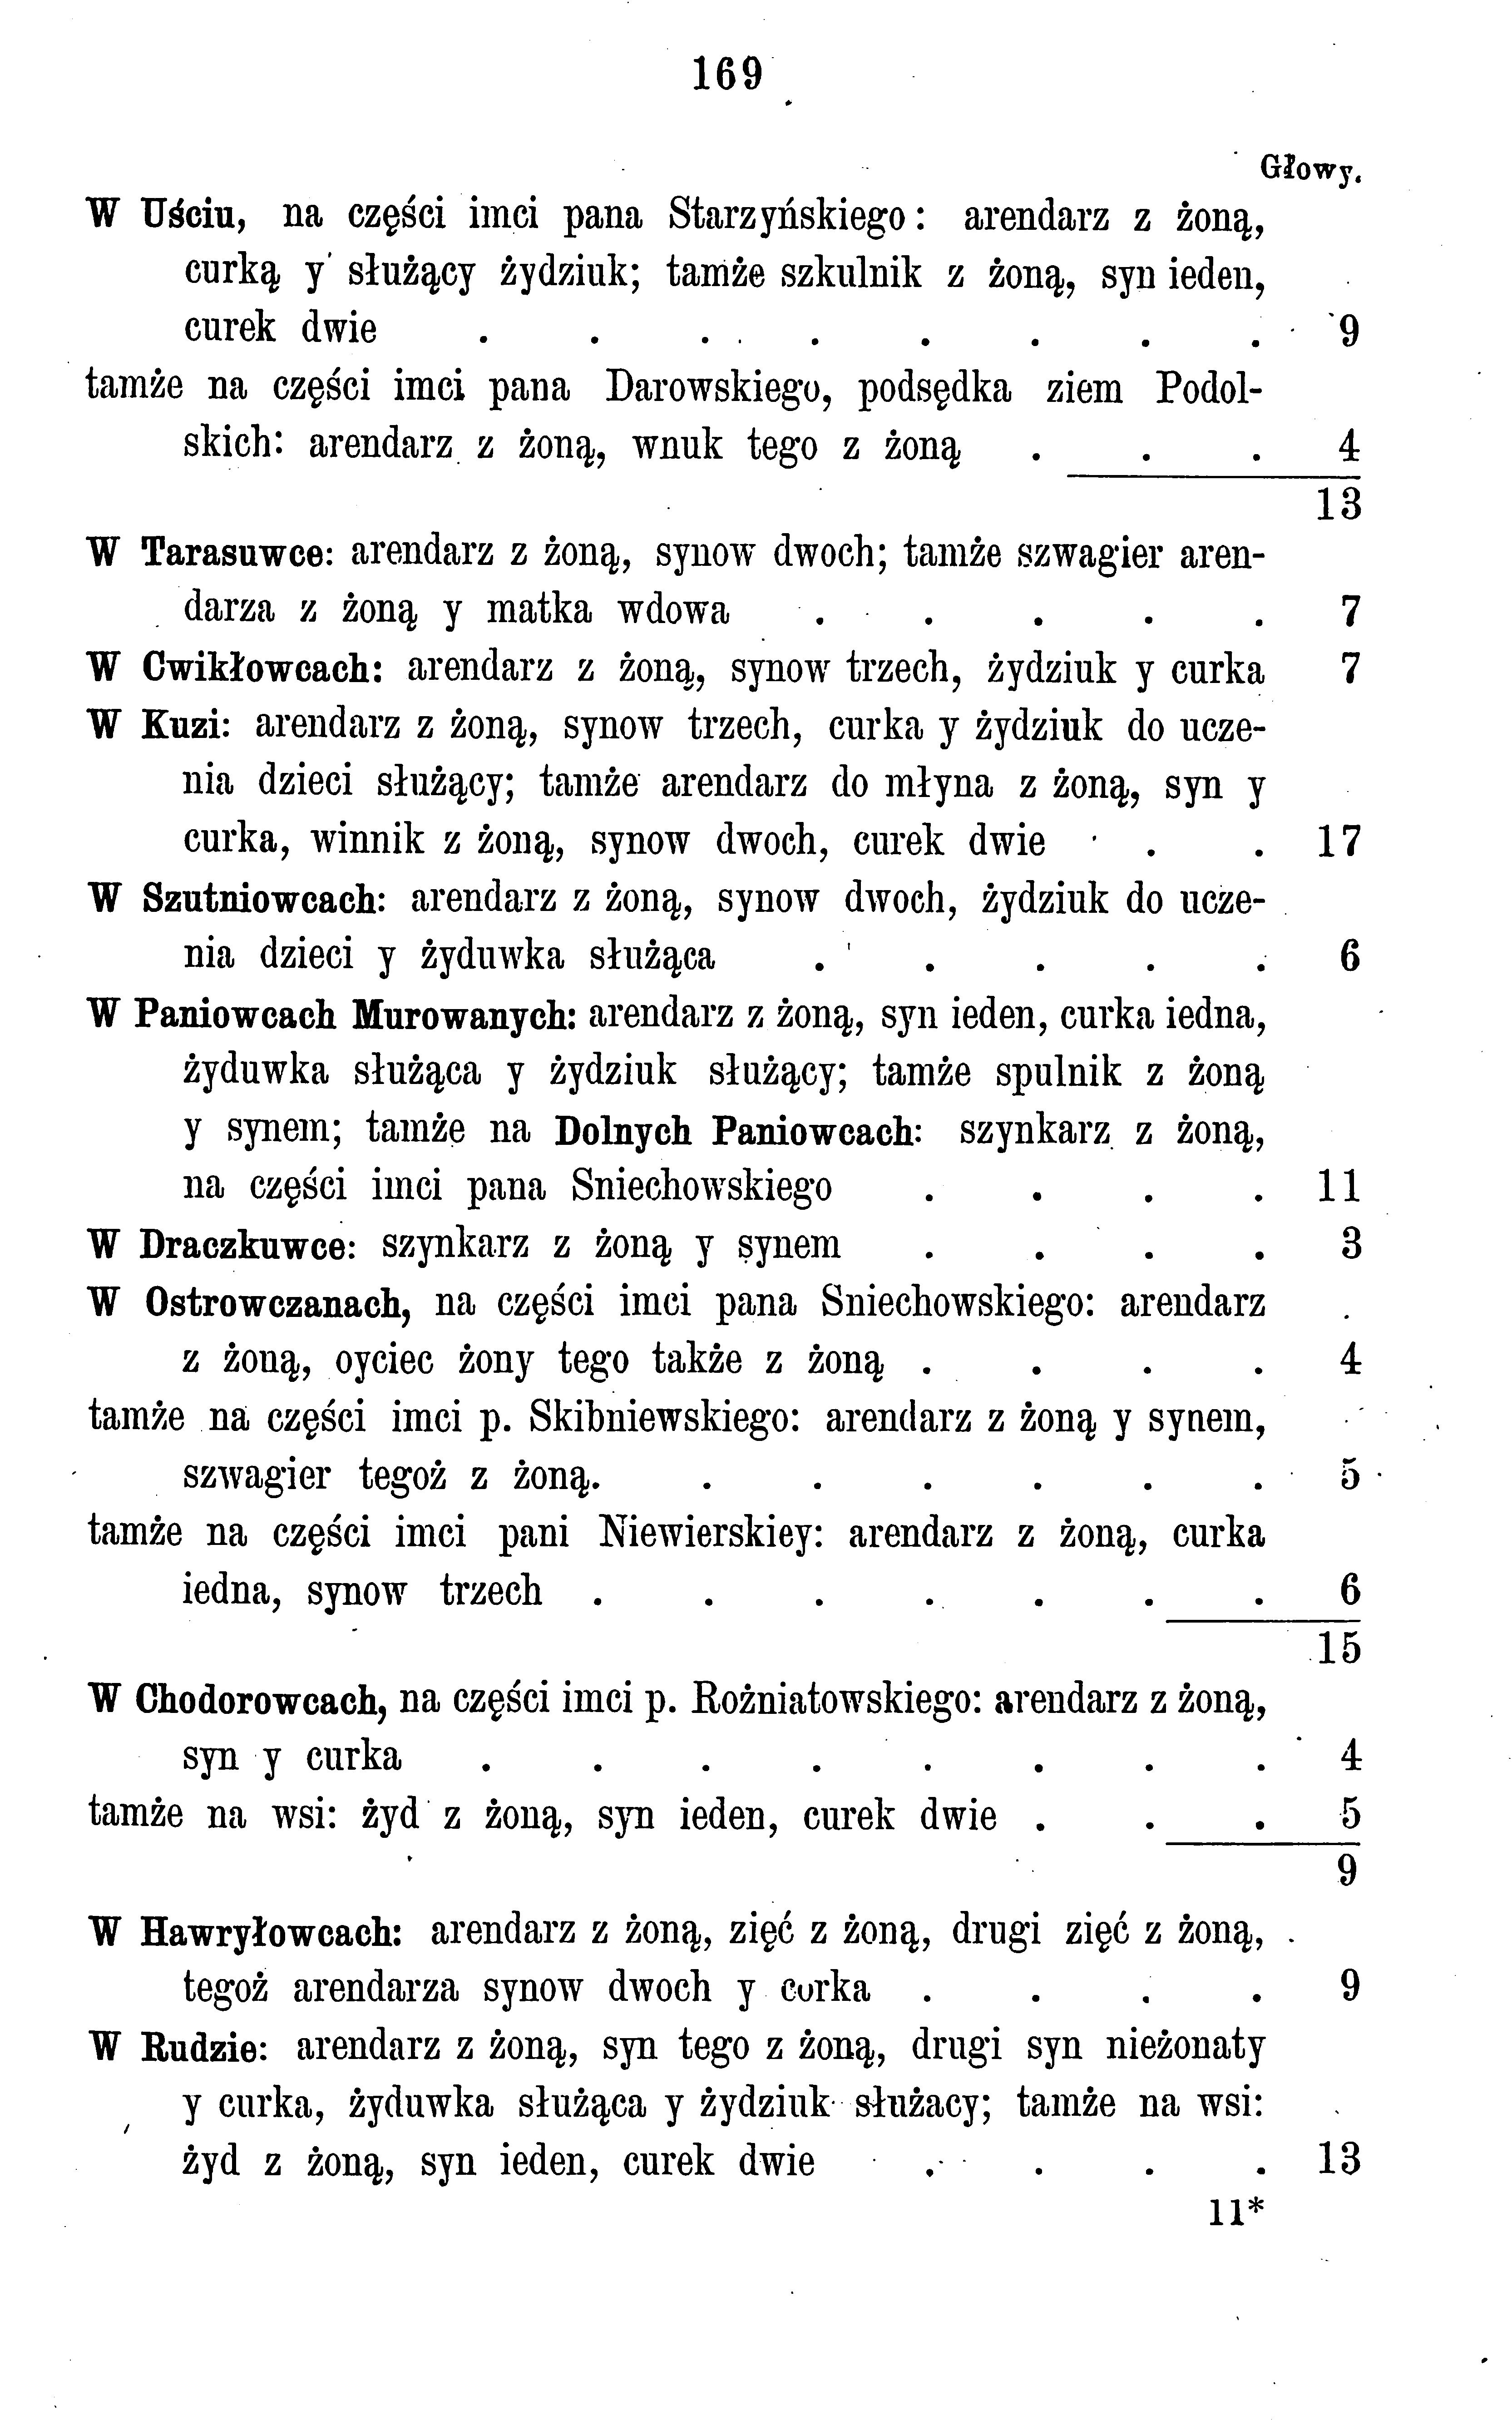 169
Głowy.
W Uściu, na części imci pana Starzyńskiego: arendarz z żoną,
curką y służący żydziuk; tamże szkulnik z żoną, syn ieden,
curek dwie . . . . . . . . 9
tamże na części imci pana Darowskiego, podsędka ziem Podol-
skich: arendarz z żoną, wnuk tego z żoną . . . 4
13
W Tarasuwce: arendarz z żoną, synow dwoch; tamże szwagier aren-
darza z żoną y matka wdowa . . . . . 7
W Cwikłowcach: arendarz z żoną, synow trzech, żydziuk y curka 7
W Kuzi: arendarz z żoną, synow trzech, curka y żydziuk do ucze-
nia dzieci służący; tamże arendarz do młyna z żoną, syn y
curka, winnik z żoną, synow dwoch, curek dwie . . 17
W Szutniowcach: arendarz z żoną, synow dwoch, żydziuk do ucze-
nia dzieci y żyduwka służąca . . . . . 6
W Paniowcach Murowanych: arendarz z żoną, syn ieden, curka iedna,
żyduwka służąca y żydziuk służący; tamże spulnik z żoną
y synem; tamże na Dolnych Paniowcach: szynkarz z żoną,
na części imci pana Sniechowskiego . . . . 11
W Draczkuwce: szynkarz z żoną y synem . . . . 3
W Ostrowczanach, na części imci pana Sniechowskiego: arendarz
z żoną, oyciec żony tego także z żoną . . . . 4
tamże na części imci p. Skibniewskiego: arendarz z żoną y synem,
szwagier tegoż z żoną. . . . . . . 5
tamże na części imci pani Niewierskiey: arendarz z żoną, curka
iedna, synow trzech . . . . . . . 6
15
W Chodorowcach, na części imci p. Rożniatowskiego: arendarz z żoną,
syn y curka . . . . . . . . 4
tamże na wsi: żyd z żoną, syn ieden, curek dwie . . . 5
9
W Hawryłowcach: arendarz z żoną, zięć z żoną, drugi zięć z żoną,
tegoż arendarza synow dwoch y corka . . . . 9
W Rudzie: arendarz z żoną, syn tego z żoną, drugi syn nieżonaty
y curka, żyduwka służąca y żydziuk służacy; tamże na wsi:
żyd z żoną, syn ieden, curek dwie . . . . 13
11*